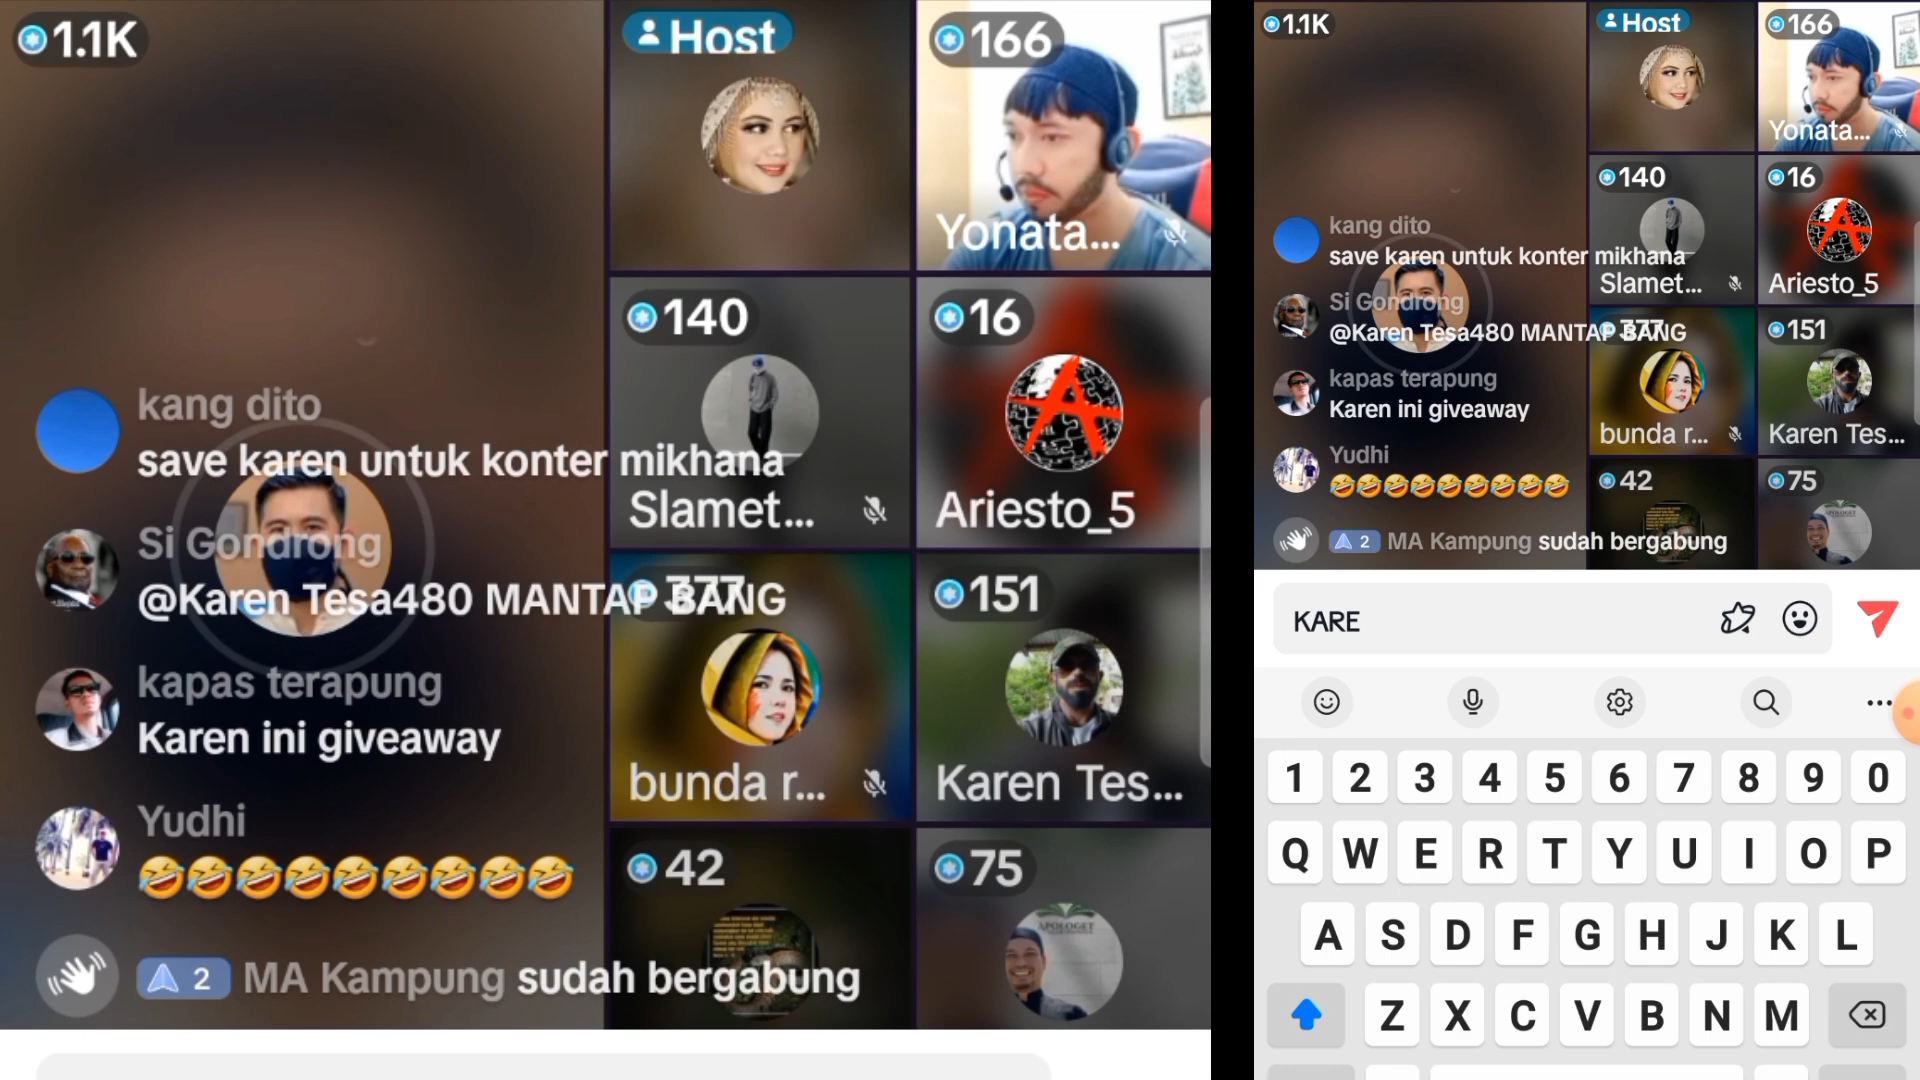 1.1K
Host
166
Yonata...
140
Slamet...
16
Ariesto_5
377
bunda r...
151
Karen Tes...
42
75
APOLOGET
kang dito
save karen untuk konter mikhana
Si Gondrong
@Karen Tesa480 MANTAP BANG
kapas terapung
Karen ini giveaway
Yudhi
🤣🤣🤣🤣🤣🤣🤣🤣🤣
2 MA Kampung sudah bergabung
1.1K
Host
166
Yonata...
140
Slamet...
16
Ariesto_5
377
bunda r...
151
Karen Tes...
42
75
kang dito
save karen untuk konter mikhana
Si Gondrong
@Karen Tesa480 MANTAP BANG
kapas terapung
Karen ini giveaway
Yudhi
🤣🤣🤣🤣🤣🤣🤣🤣🤣
2 MA Kampung sudah bergabung
KARE
1 2 3 4 5 6 7 8 9 0
Q W E R T Y U I O P
A S D F G H J K L
Z X C V B N M